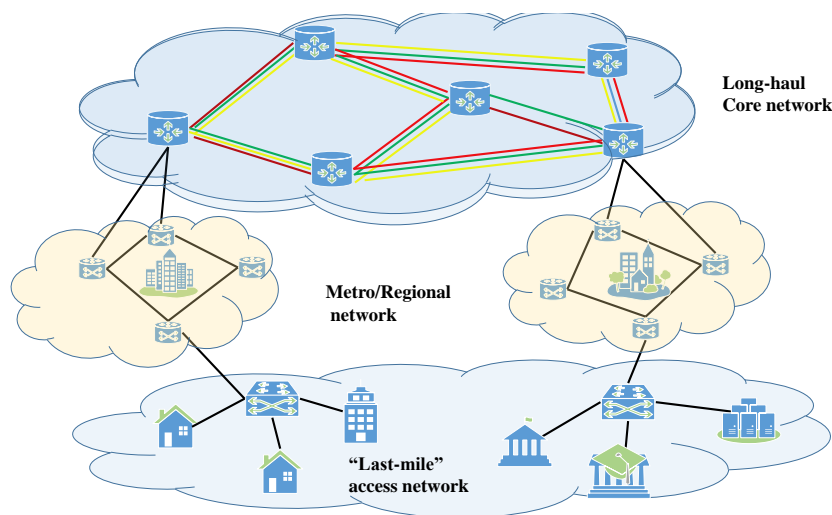 Long-haul
Core network
Metro/Regional
network
“Last-mile”
access network